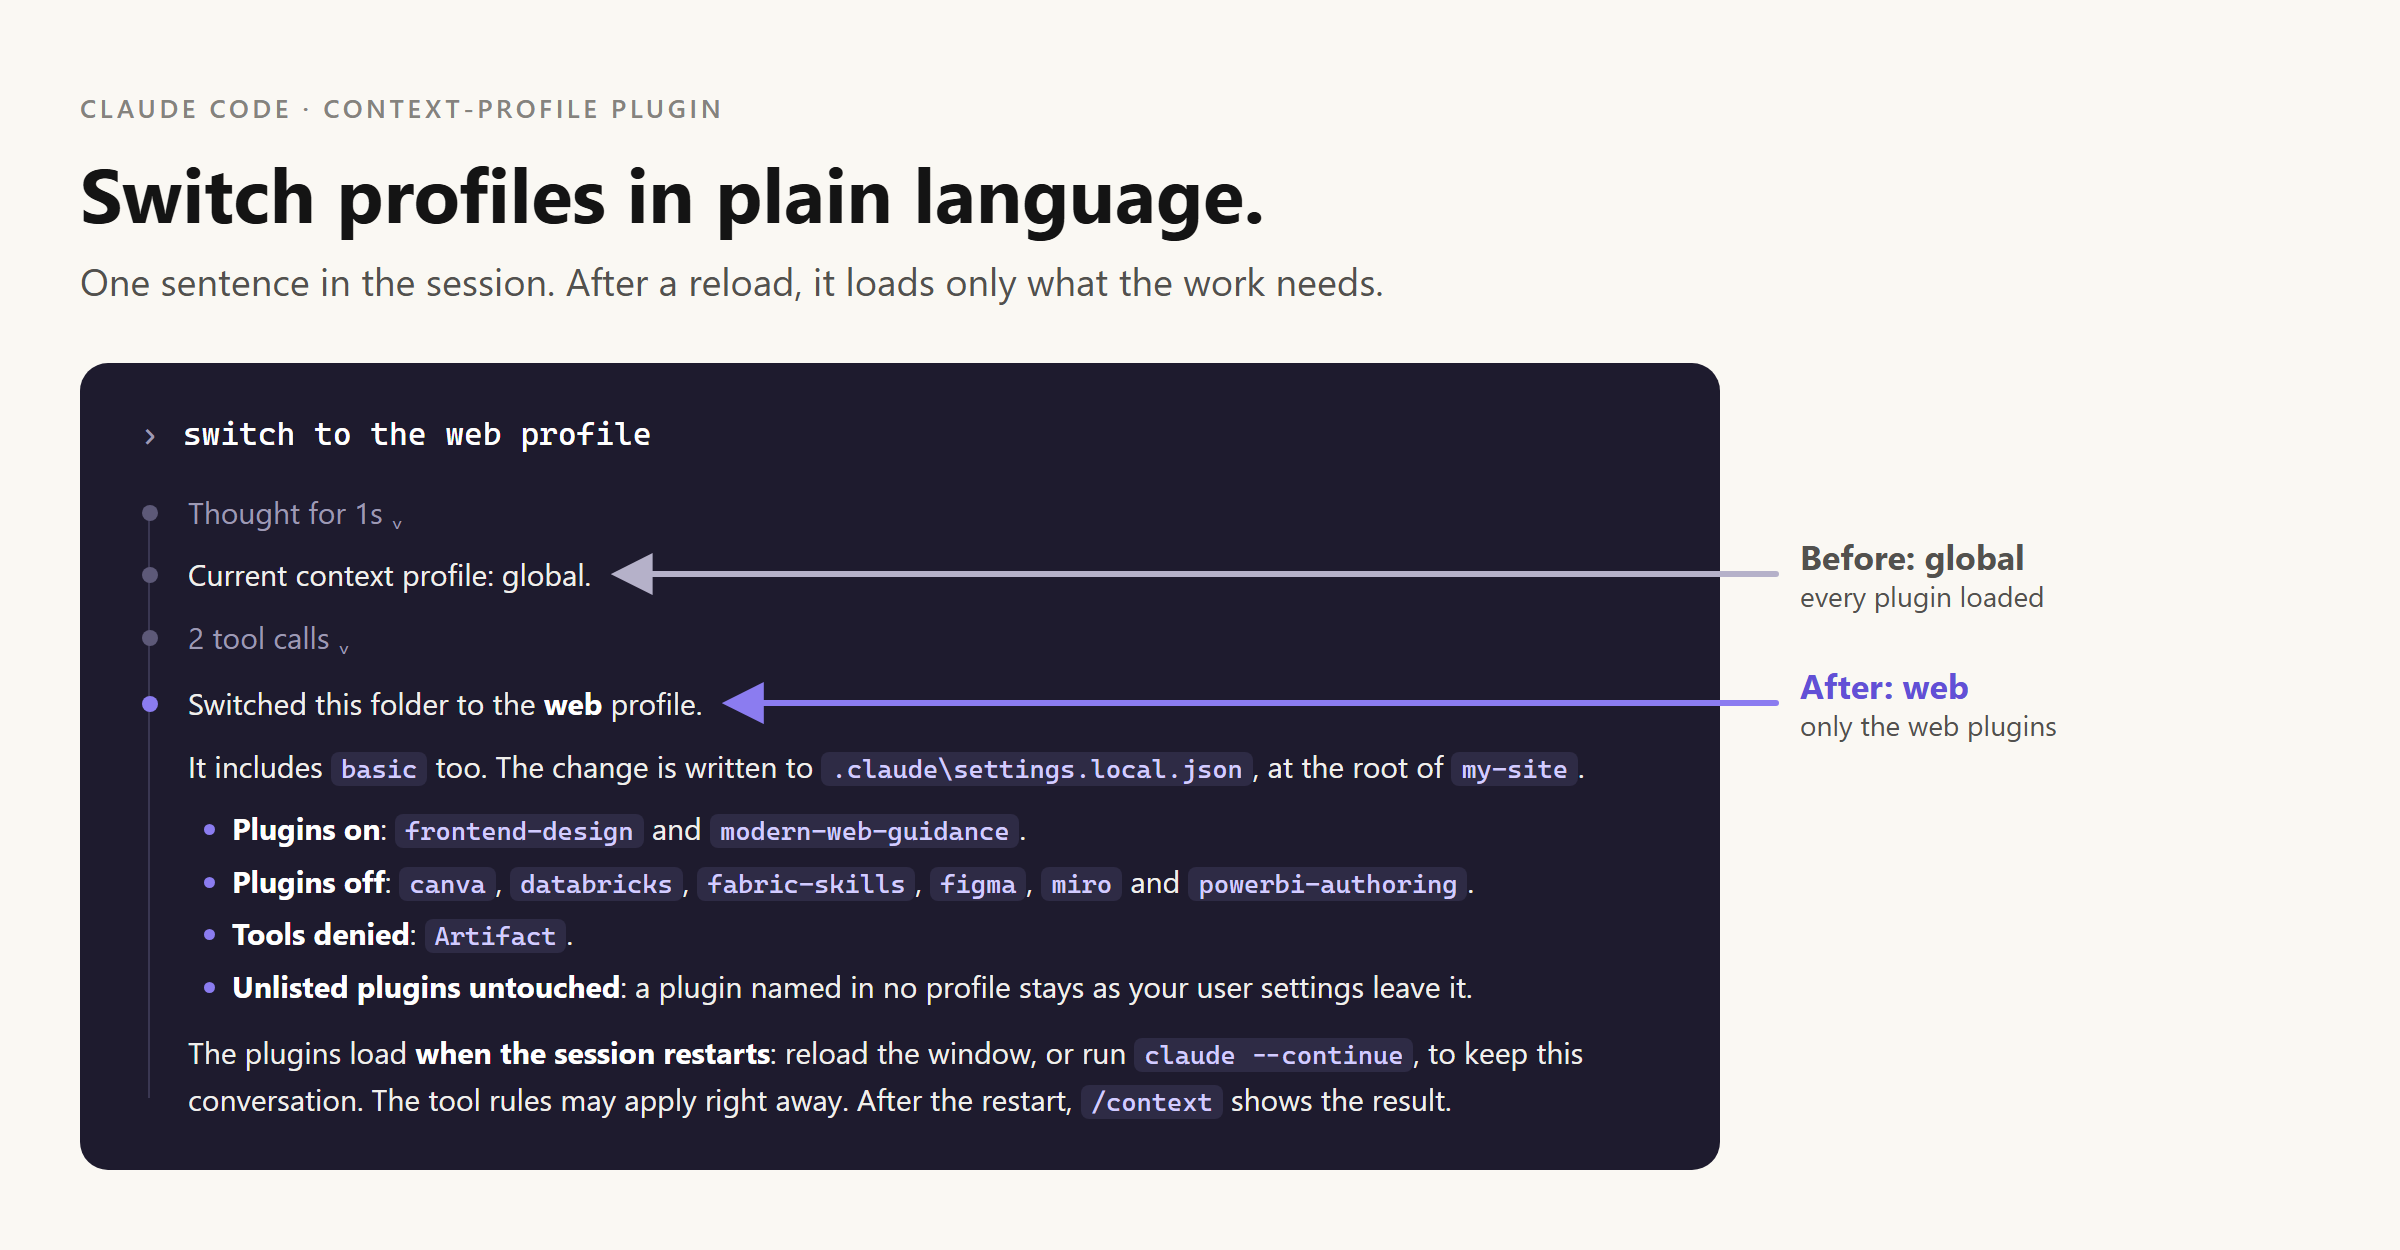 CLAUDE CODE · CONTEXT-PROFILE PLUGIN
Switch profiles in plain language.
One sentence in the session. After a reload, it loads only what the work needs.
› switch to the web profile
Thought for 1s ˅
Current context profile: global.
Before: global
every plugin loaded
2 tool calls ˅
Switched this folder to the web profile.
After: web
only the web plugins
It includes basic too. The change is written to .claude\settings.local.json, at the root of my-site.
• Plugins on: frontend-design and modern-web-guidance.
• Plugins off: canva, databricks, fabric-skills, figma, miro and powerbi-authoring.
• Tools denied: Artifact.
• Unlisted plugins untouched: a plugin named in no profile stays as your user settings leave it.
The plugins load when the session restarts: reload the window, or run claude --continue, to keep this
conversation. The tool rules may apply right away. After the restart, /context shows the result.